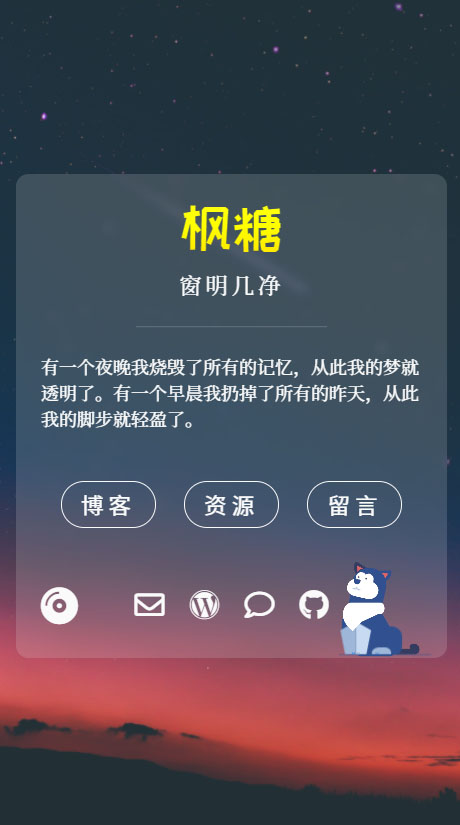 枫糖
窗明几净
有一个夜晚我烧毁了所有的记忆，从此我的梦就
透明了。有一个早晨我扔掉了所有的昨天，从此
我的脚步就轻盈了。
博客 资源 留言